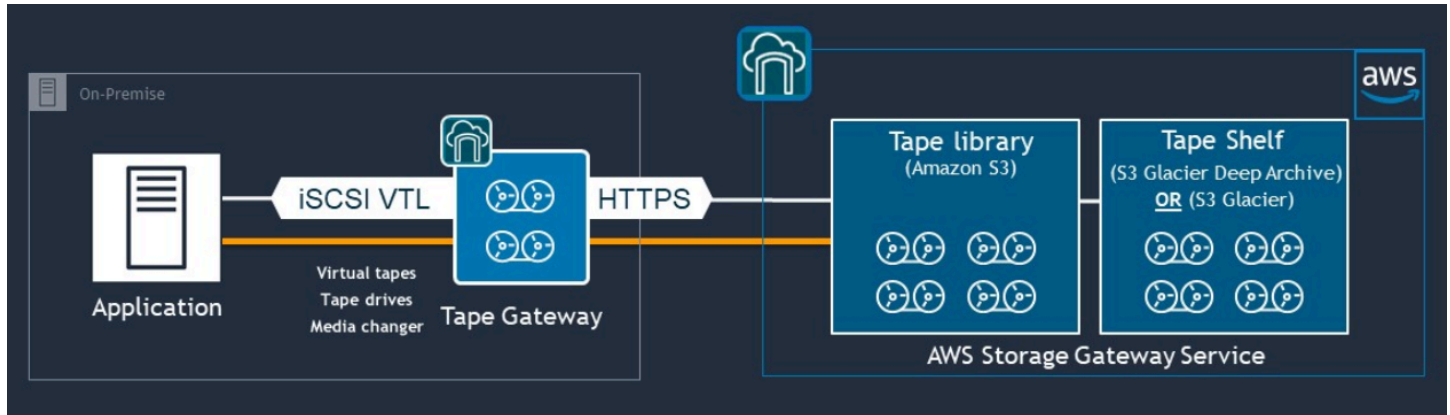 On-Premise
aws
Application
iSCSI VTL
Virtual tapes
Tape drives
Media changer
Tape Gateway
HTTPS
Tape library
(Amazon S3)
Tape Shelf
(S3 Glacier Deep Archive)
OR (S3 Glacier)
AWS Storage Gateway Service